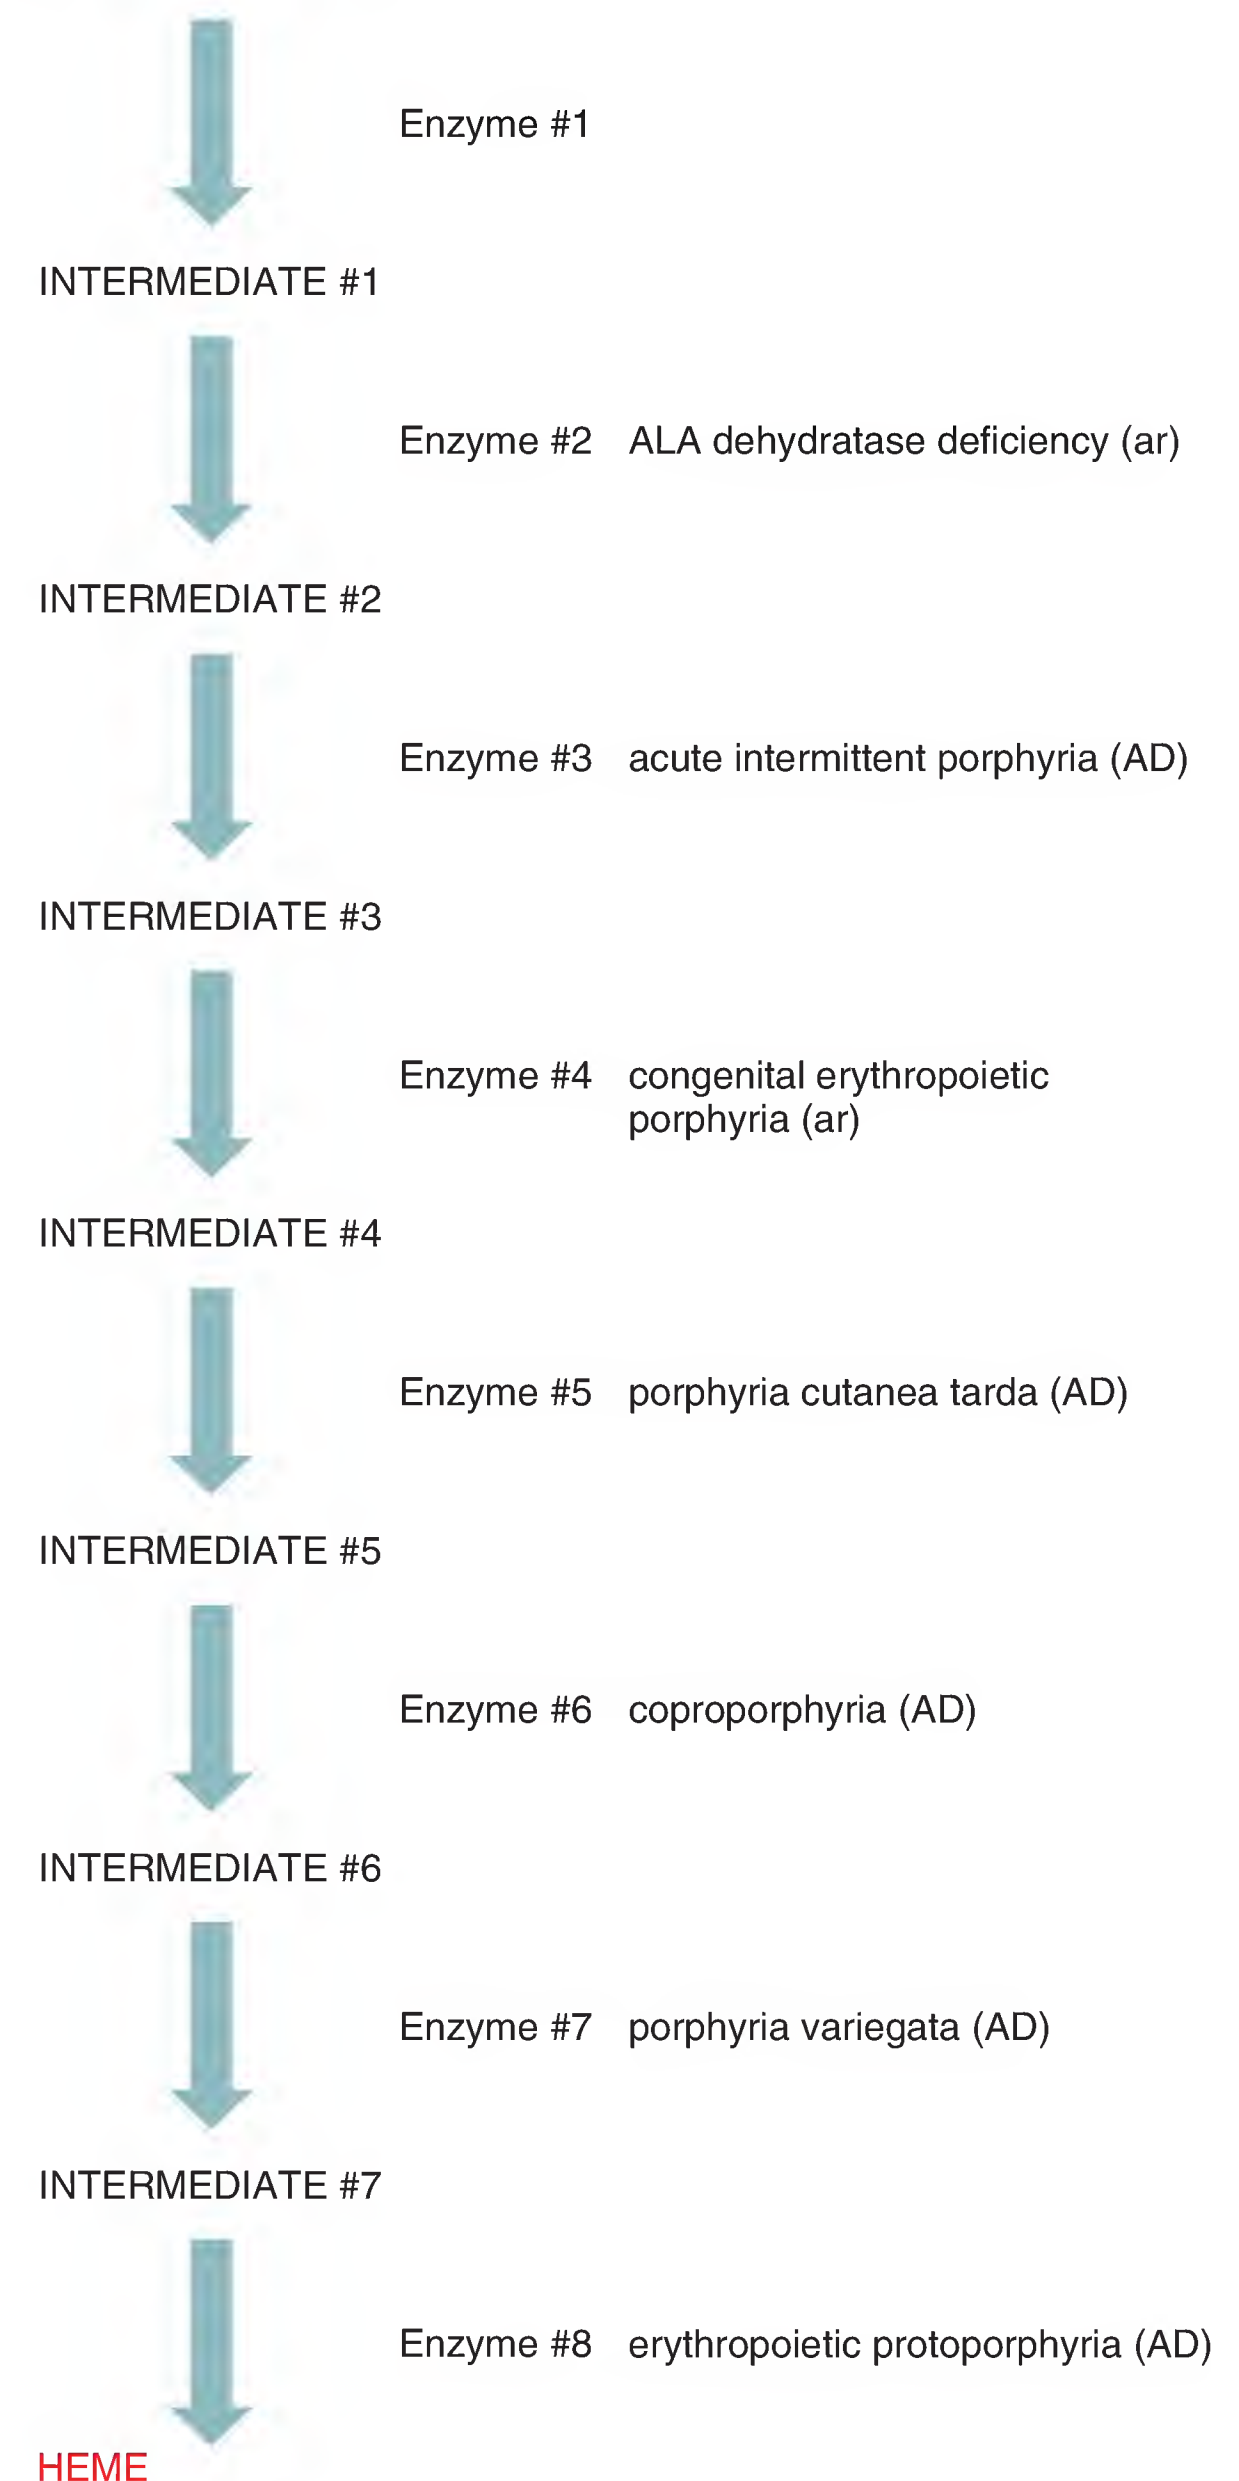 Enzyme #1
INTERMEDIATE #1
Enzyme #2 ALA dehydratase deficiency (ar)
INTERMEDIATE #2
Enzyme #3 acute intermittent porphyria (AD)
INTERMEDIATE #3
Enzyme #4 congenital erythropoietic
porphyria (ar)
INTERMEDIATE #4
Enzyme #5 porphyria cutanea tarda (AD)
INTERMEDIATE #5
Enzyme #6 coproporphyria (AD)
INTERMEDIATE #6
Enzyme #7 porphyria variegata (AD)
INTERMEDIATE #7
Enzyme #8 erythropoietic protoporphyria (AD)
HEME